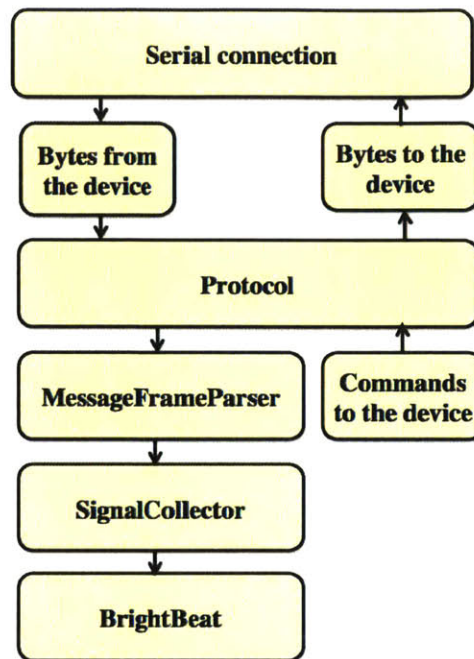 Serial connection
Bytes from
the device
Bytes to the
device
Protocol
MessageFrameParser
Commands
to the device
SignalCollector
BrightBeat